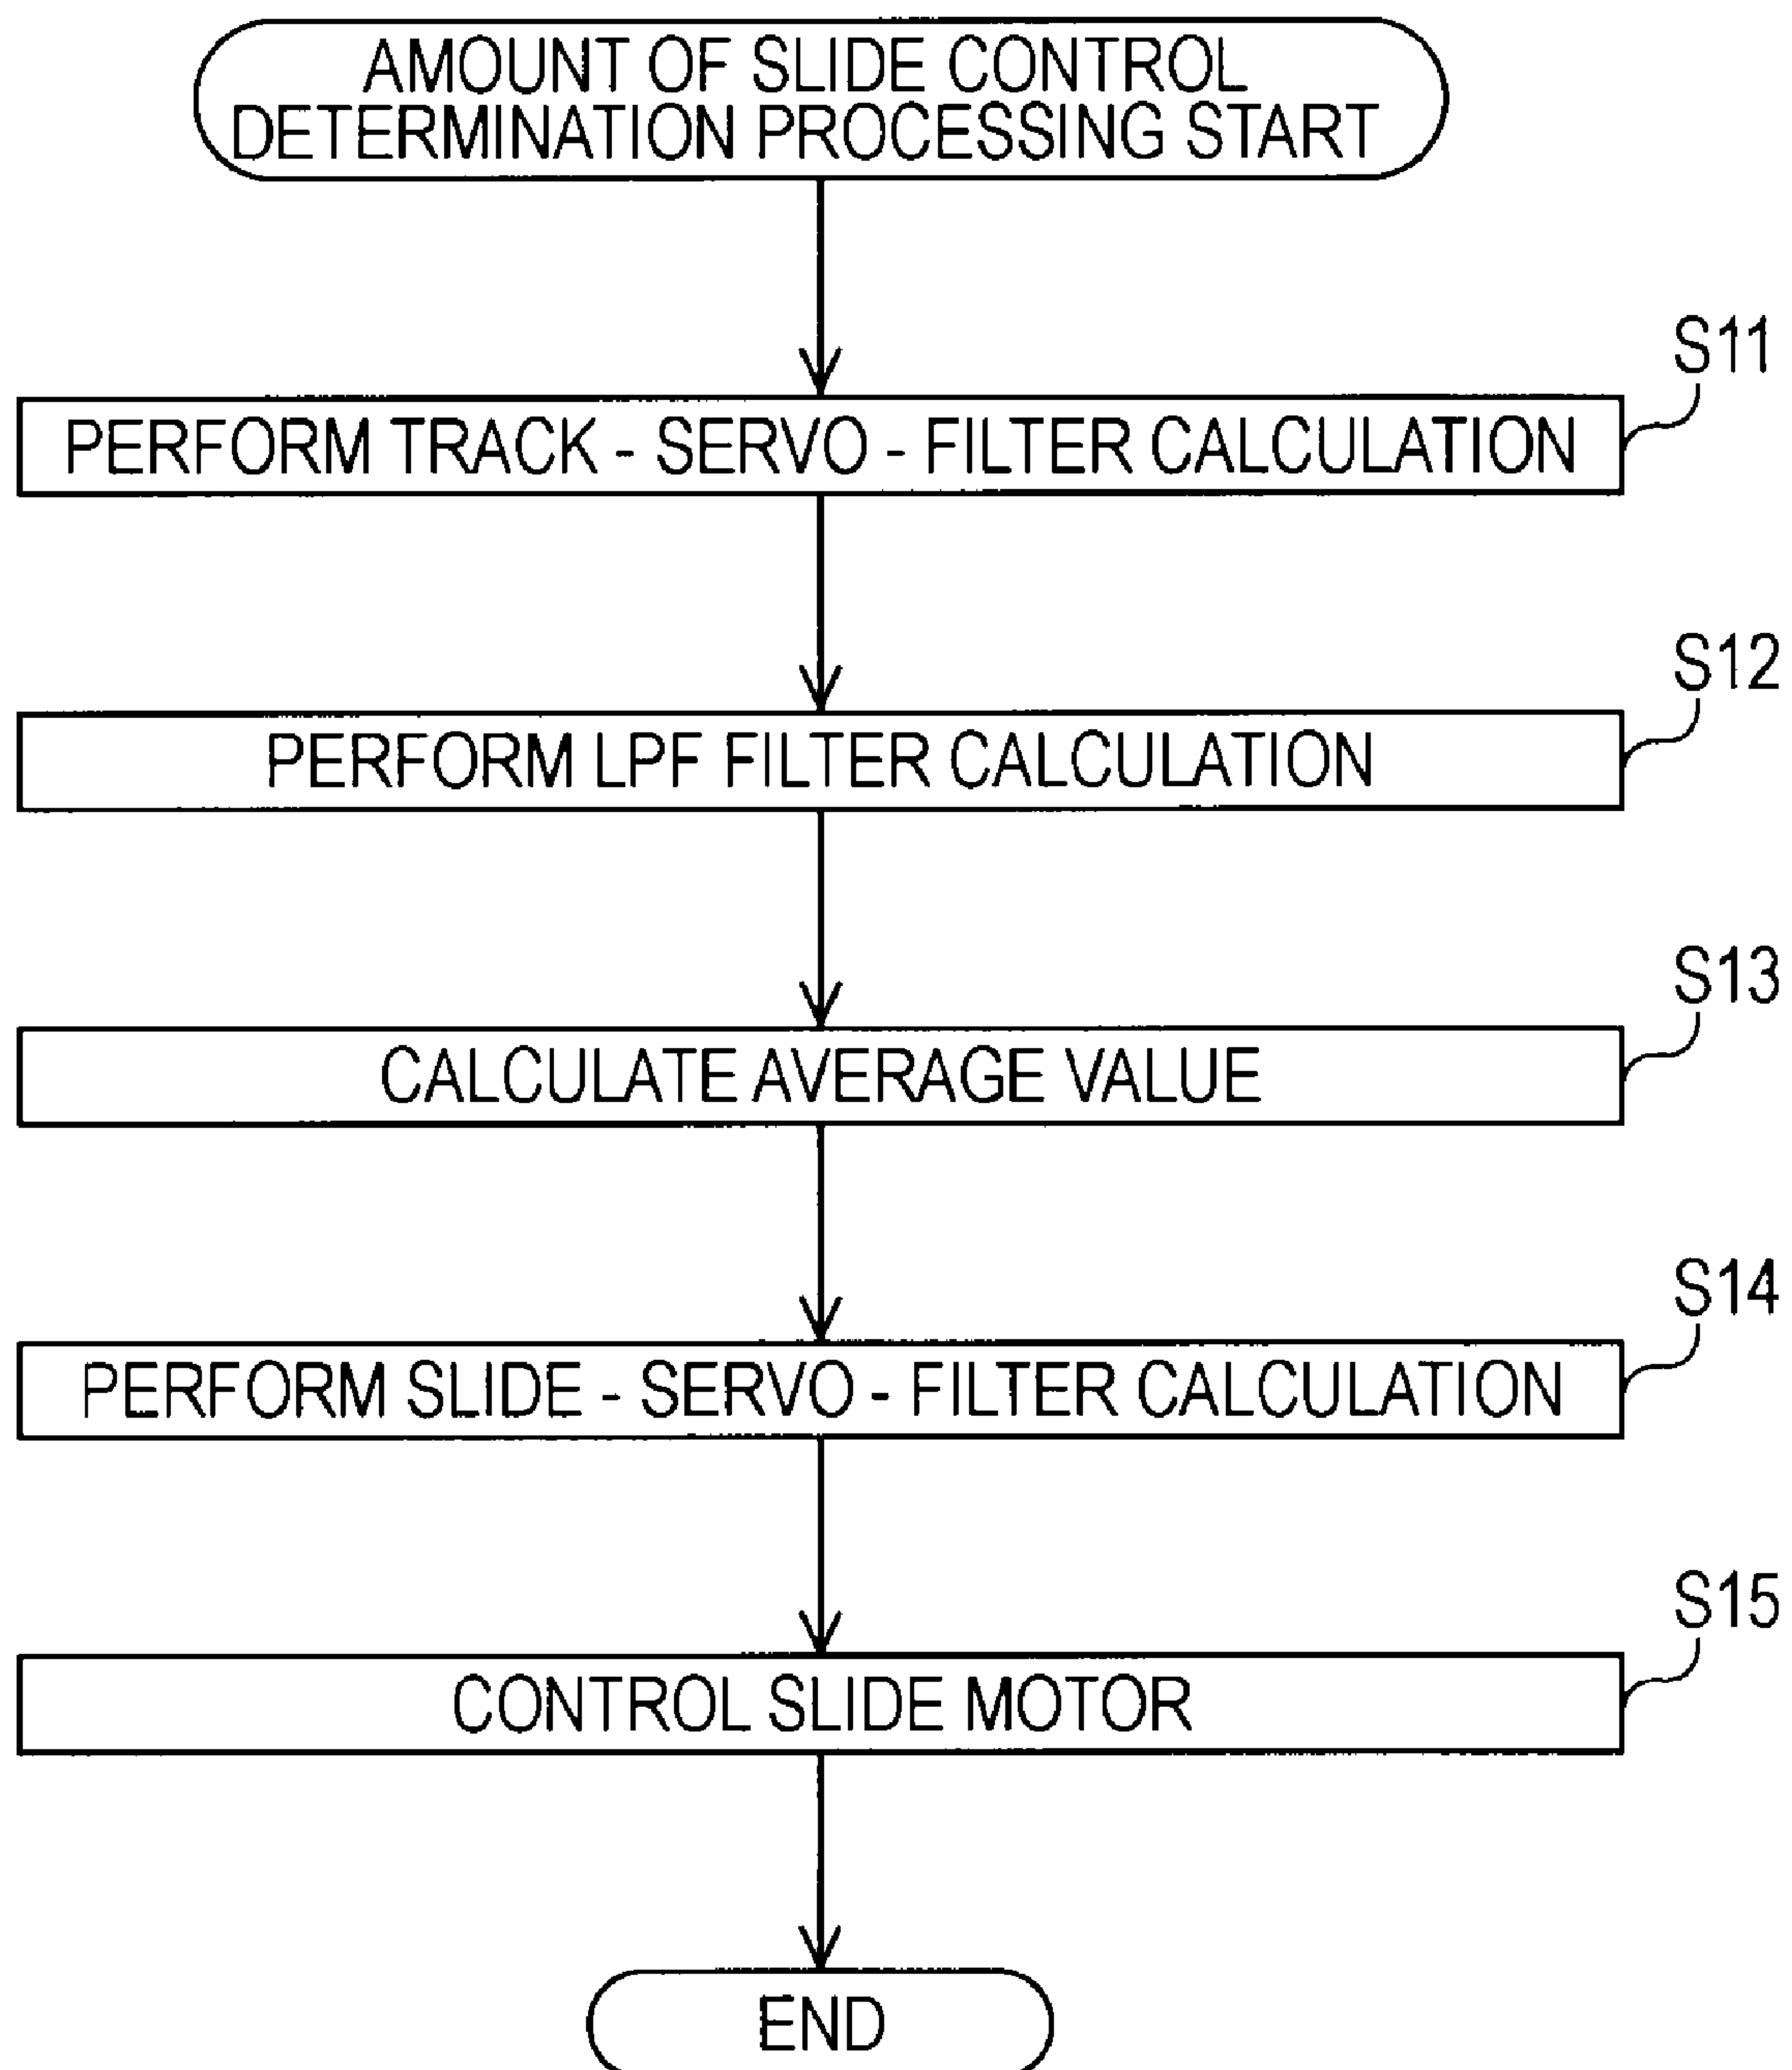 AMOUNT OF SLIDE CONTROL
DETERMINATION PROCESSING START
S11
PERFORM TRACK - SERVO - FILTER CALCULATION
S12
PERFORM LPF FILTER CALCULATION
S13
CALCULATE AVERAGE VALUE
S14
PERFORM SLIDE - SERVO - FILTER CALCULATION
S15
CONTROL SLIDE MOTOR
END